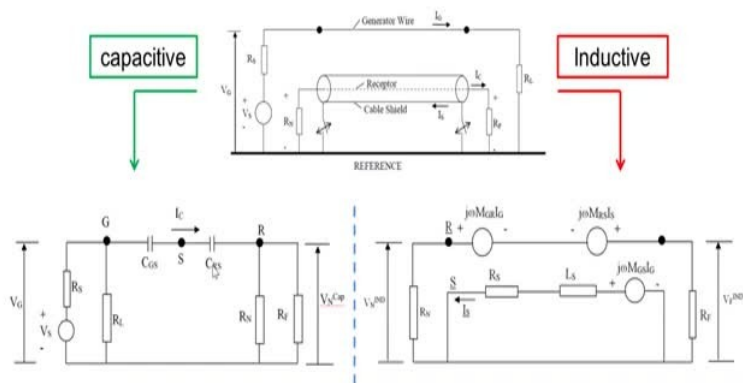 capacitive
Inductive
Generator Wire
I_G
R_S
V_G
+
V_S
-
R_L
Receptor
I_C
Cable Shield
I_S
+
R_N
-
+
R_F
-
REFERENCE
G
I_C
R
C_GS
S
C_RS
V_G
R_S
+
V_S
-
R_L
R_N
R_F
V_N^Cap
jωM_GR I_G
jωM_RS I_S
R
+
-
-
+
S
R_S
L_S
jωM_GS I_G
+
-
I_S
V_N^IND
R_N
R_F
V_F^IND